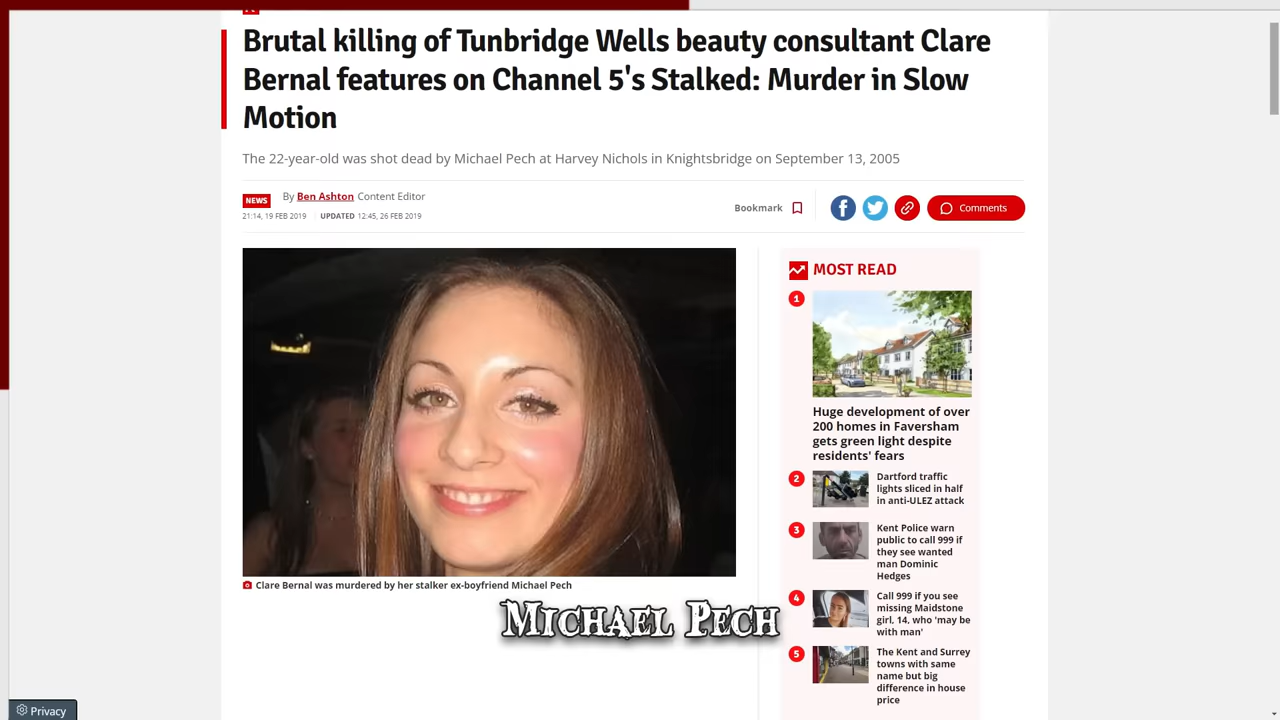 Brutal killing of Tunbridge Wells beauty consultant Clare
Bernal features on Channel 5's Stalked: Murder in Slow
Motion
The 22-year-old was shot dead by Michael Pech at Harvey Nichols in Knightsbridge on September 13, 2005
NEWS
By Ben Ashton Content Editor
21:14, 19 FEB 2019 UPDATED 12:45, 26 FEB 2019
Bookmark
Comments
Clare Bernal was murdered by her stalker ex-boyfriend Michael Pech
MICHAEL PECH
MOST READ
1
Huge development of over
200 homes in Faversham
gets green light despite
residents' fears
2
Dartford traffic
lights sliced in half
in anti-ULEZ attack
3
Kent Police warn
public to call 999 if
they see wanted
man Dominic
Hedges
4
Call 999 if you see
missing Maidstone
girl, 14, who 'may be
with man'
5
The Kent and Surrey
towns with same
name but big
difference in house
price
Privacy